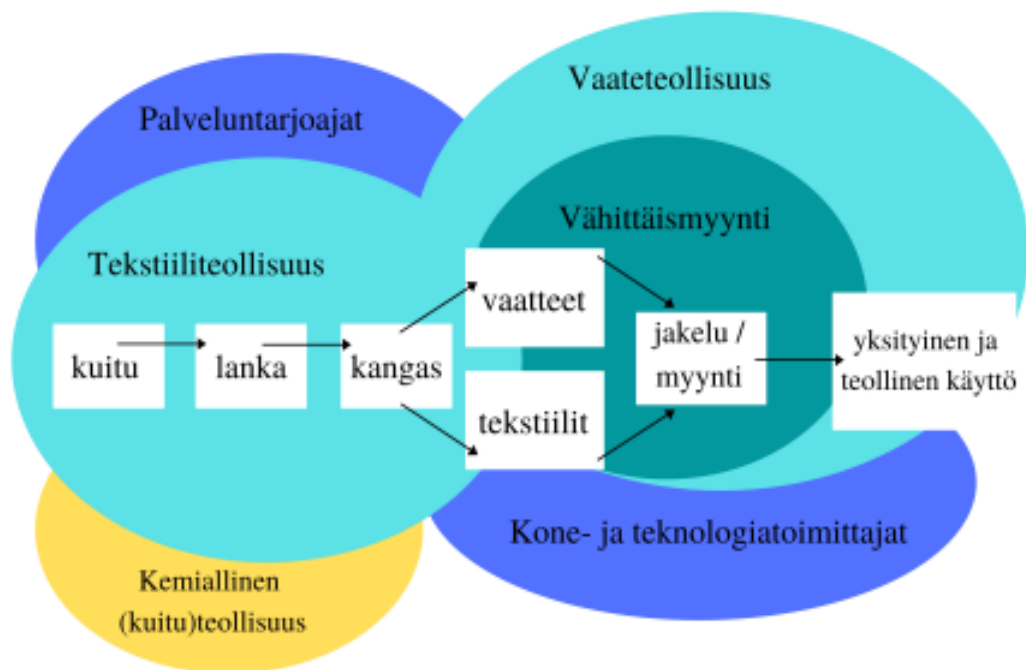 Vaateteollisuus
Palveluntarjoajat
Vähittäismyynti
Tekstiiliteollisuus
vaatteet
kuitu
lanka
kangas
jakelu /
myynti
yksityinen ja
teollinen käyttö
tekstiilit
Kone- ja teknologiatoimittajat
Kemiallinen
(kuitu)teollisuus